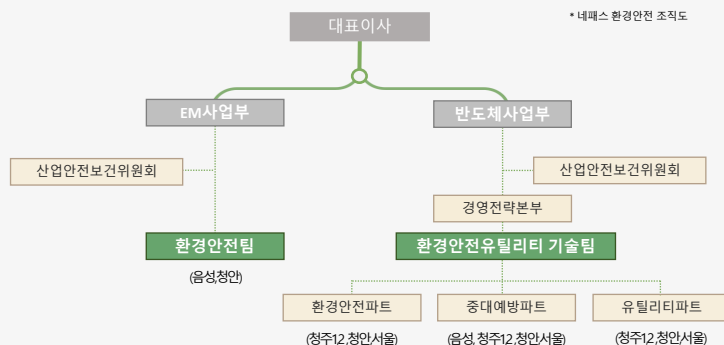 대표이사
* 네패스 환경안전 조직도
EM사업부
반도체사업부
산업안전보건위원회
산업안전보건위원회
경영전략본부
환경안전팀
환경안전유틸리티 기술팀
(음성,청안)
환경안전파트
중대예방파트
유틸리티파트
(청주1,2,청안,서울)
(음성, 청주1,2,청안,서울)
(청주1,2,청안,서울)